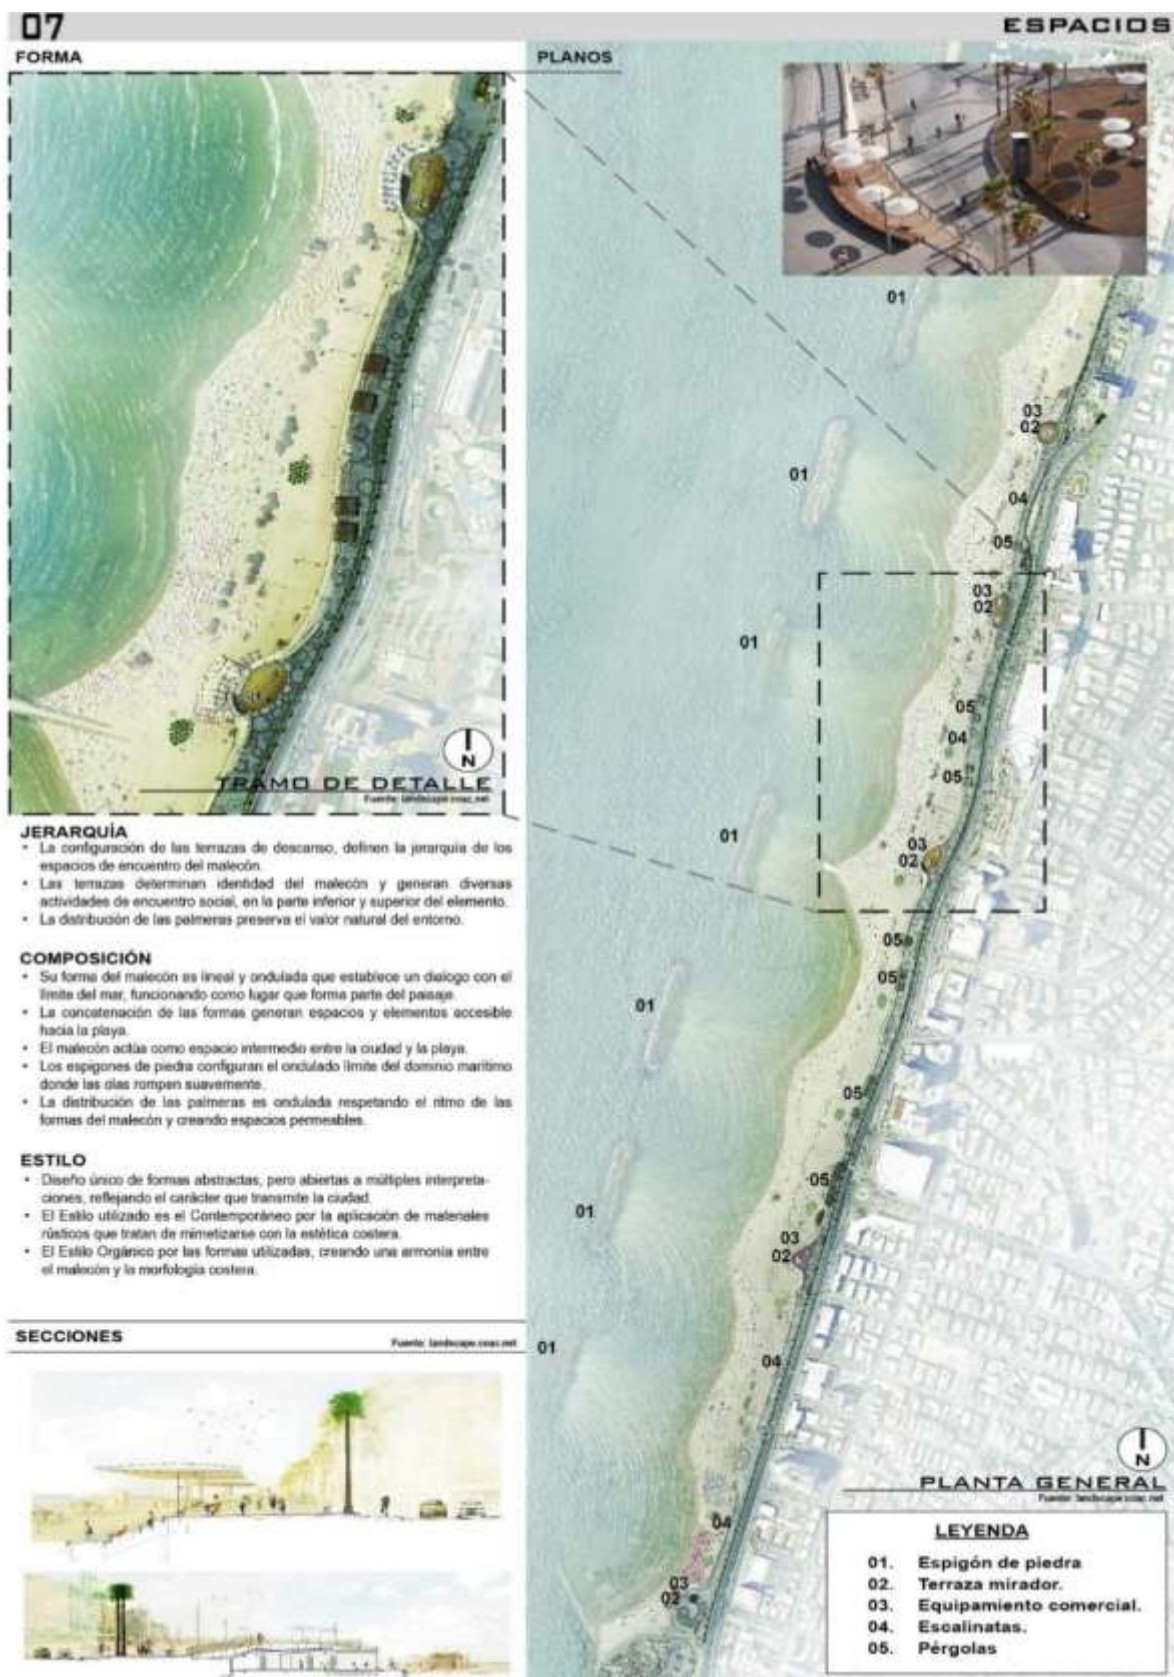 07
ESPACIOS
FORMA
PLANOS
01
03
02
01
04
05
03
02
01
05
04
05
01
03
02
05
05
01
05
05
01
03
02
01
04
04
03
02
N
TRAMO DE DETALLE
Fuente: landscape.coac.net
JERARQUÍA
• La configuración de las terrazas de descanso, definen la jerarquía de los
espacios de encuentro del malecón.
• Las terrazas determinan identidad del malecón y generan diversas
actividades de encuentro social, en la parte inferior y superior del elemento.
• La distribución de las palmeras preserva el valor natural del entorno.
COMPOSICIÓN
• Su forma del malecón es lineal y ondulada que establece un dialogo con el
límite del mar, funcionando como lugar que forma parte del paisaje.
• La concatenación de las formas generan espacios y elementos accesible
hacia la playa.
• El malecón actúa como espacio intermedio entre la ciudad y la playa.
• Los espigones de piedra configuran el ondulado límite del dominio marítimo
donde las olas rompen suavemente.
• La distribución de las palmeras es ondulada respetando el ritmo de las
formas del malecón y creando espacios permeables.
ESTILO
• Diseño único de formas abstractas, pero abiertas a múltiples interpreta-
ciones, reflejando el carácter que transmite la ciudad.
• El Estilo utilizado es el Contemporáneo por la aplicación de materiales
rústicos que tratan de mimetizarse con la estética costera.
• El Estilo Orgánico por las formas utilizadas, creando una armonía entre
el malecón y la morfología costera.
SECCIONES
Fuente: landscape.coac.net
N
PLANTA GENERAL
Fuente: landscape.coac.net
LEYENDA
01. Espigón de piedra
02. Terraza mirador.
03. Equipamiento comercial.
04. Escalinatas.
05. Pérgolas